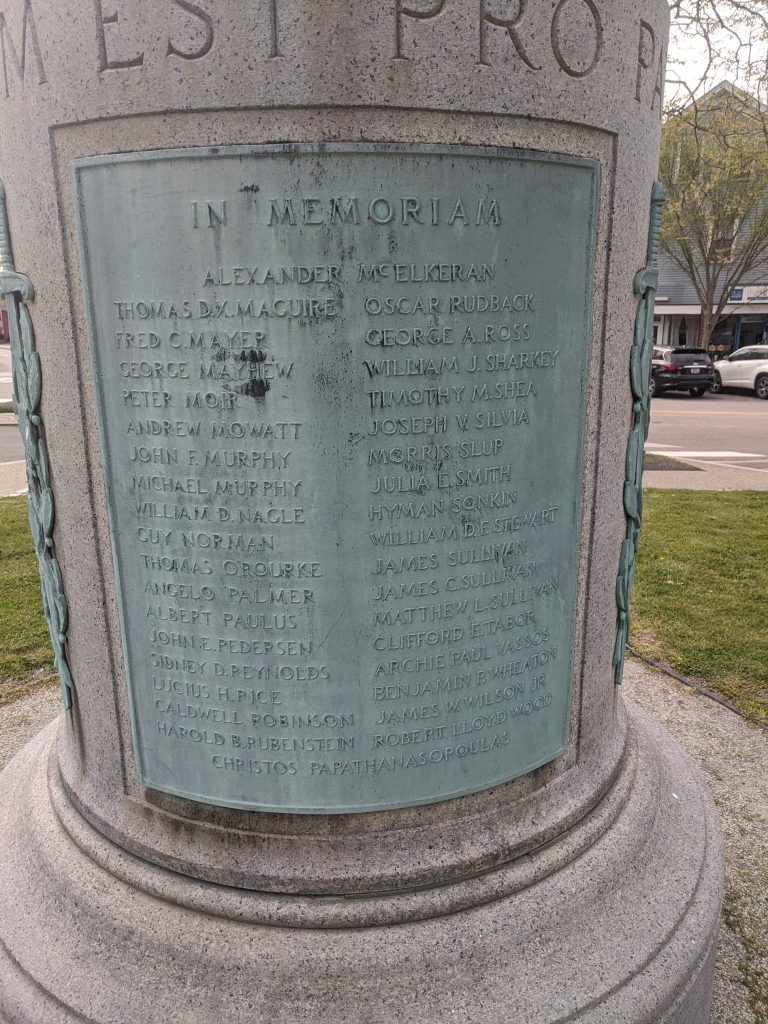 M EST PRO PA
IN MEMORIAM
ALEXANDER McELKERAN
THOMAS D.X. MAGUIRE OSCAR RUDBACK
FRED C. MAYER GEORGE A. ROSS
GEORGE MAYHEW WILLIAM J. SHARKEY
PETER MOIR TIMOTHY M. SHEA
ANDREW MOWATT JOSEPH V. SILVIA
JOHN F. MURPHY MORRIS SLUP
MICHAEL MURPHY JULIA E. SMITH
WILLIAM D. NAGLE HYMAN SONKIN
GUY NORMAN WILLIAM D.F. STEWART
THOMAS O'ROURKE JAMES SULLIVAN
ANGELO PALMER JAMES C. SULLIVAN
ALBERT PAULUS MATTHEW L. SULLIVAN
JOHN E. PEDERSEN CLIFFORD E. TABOR
SIDNEY D. REYNOLDS ARCHIE PAUL VASSOS
LUCIUS H. RICE BENJAMIN P. WHEATON
CALDWELL ROBINSON JAMES W. WILSON JR
HAROLD B. RUBENSTEIN ROBERT LLOYD WOOD
CHRISTOS PAPATHANASOPOULAS